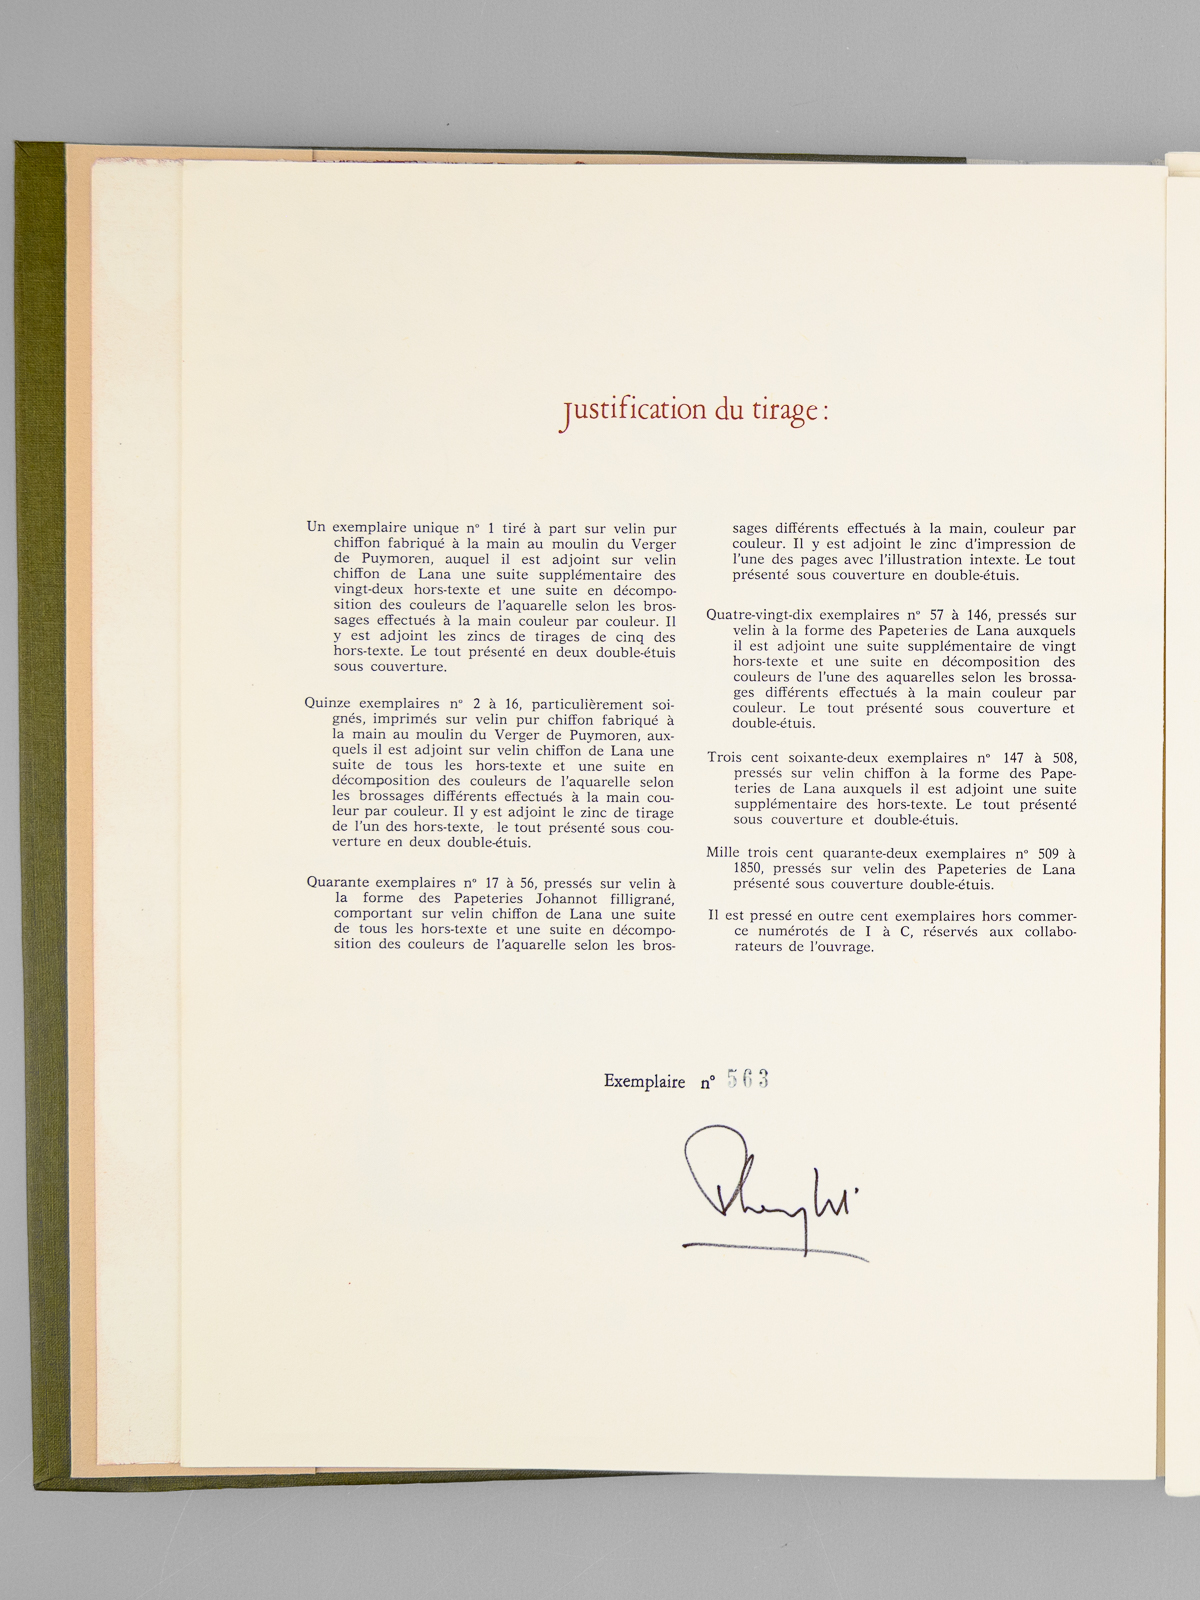 Justification du tirage :
Un exemplaire unique n° 1 tiré à part sur velin pur
chiffon fabriqué à la main au moulin du Verger
de Puymoren, auquel il est adjoint sur velin
chiffon de Lana une suite supplémentaire des
vingt-deux hors-texte et une suite en décompo-
sition des couleurs de l'aquarelle selon les bros-
sages effectués à la main couleur par couleur. Il
y est adjoint les zincs de tirages de cinq des
hors-texte. Le tout présenté en deux double-étuis
sous couverture.
Quinze exemplaires n° 2 à 16, particulièrement soi-
gnés, imprimés sur velin pur chiffon fabriqué à
la main au moulin du Verger de Puymoren, aux-
quels il est adjoint sur velin chiffon de Lana une
suite de tous les hors-texte et une suite en
décomposition des couleurs de l'aquarelle selon
les brossages différents effectués à la main cou-
leur par couleur. Il y est adjoint le zinc de tirage
de l'un des hors-texte, le tout présenté sous cou-
verture en deux double-étuis.
Quarante exemplaires n° 17 à 56, pressés sur velin à
la forme des Papeteries Johannot filligrané,
comportant sur velin chiffon de Lana une suite
de tous les hors-texte et une suite en décompo-
sition des couleurs de l'aquarelle selon les bros-
sages différents effectués à la main, couleur par
couleur. Il y est adjoint le zinc d'impression de
l'une des pages avec l'illustration intexte. Le tout
présenté sous couverture en double-étuis.
Quatre-vingt-dix exemplaires n° 57 à 146, pressés sur
velin à la forme des Papeteries de Lana auxquels
il est adjoint une suite supplémentaire de vingt
hors-texte et une suite en décomposition des
couleurs de l'une des aquarelles selon les brossa-
ges différents effectués à la main couleur par
couleur. Le tout présenté sous couverture et
double-étuis.
Trois cent soixante-deux exemplaires n° 147 à 508,
pressés sur velin chiffon à la forme des Pape-
teries de Lana auxquels il est adjoint une suite
supplémentaire des hors-texte. Le tout présenté
sous couverture et double-étuis.
Mille trois cent quarante-deux exemplaires n° 509 à
1850, pressés sur velin des Papeteries de Lana
présenté sous couverture double-étuis.
Il est pressé en outre cent exemplaires hors commer-
ce numérotés de I à C, réservés aux collabo-
rateurs de l'ouvrage.
Exemplaire n° 563